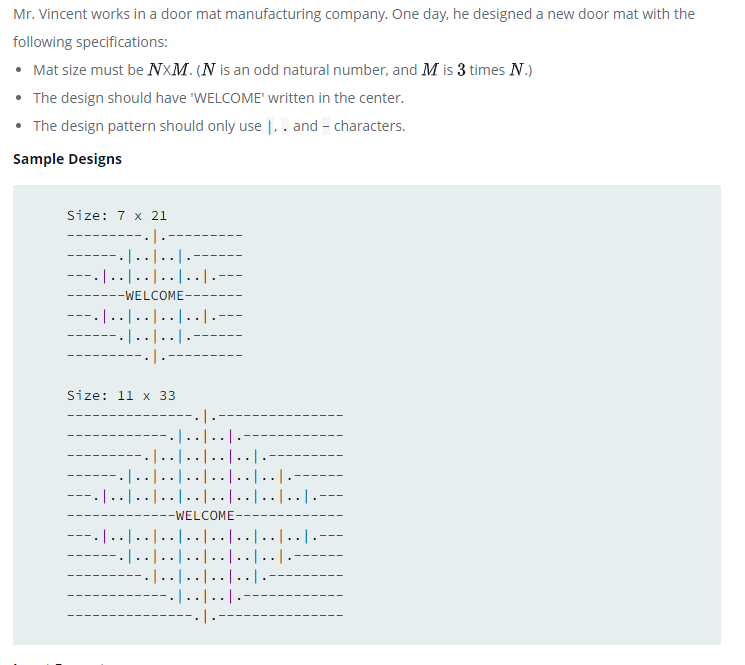 Mr. Vincent works in a door mat manufacturing company. One day, he designed a new door mat with the
following specifications:
• Mat size must be N×M. (N is an odd natural number, and M is 3 times N.)
• The design should have 'WELCOME' written in the center.
• The design pattern should only use |, . and - characters.
Sample Designs
Size: 7 x 21
---------.|.---------
------.|..|..|.------
---.|..|..|..|..|.---
-------WELCOME-------
---.|..|..|..|..|.---
------.|..|..|.------
---------.|.---------
Size: 11 x 33
---------------.|.---------------
------------.|..|..|.------------
---------.|..|..|..|..|.---------
------.|..|..|..|..|..|..|.------
---.|..|..|..|..|..|..|..|..|.---
-------------WELCOME-------------
---.|..|..|..|..|..|..|..|..|.---
------.|..|..|..|..|..|..|.------
---------.|..|..|..|..|.---------
------------.|..|..|.------------
---------------.|.---------------